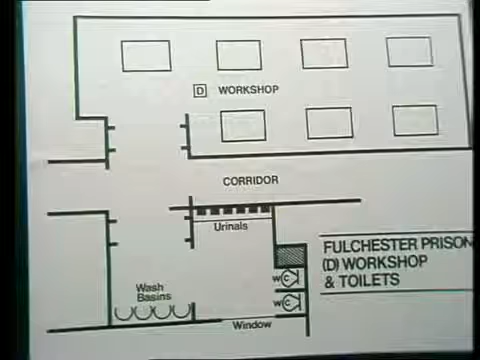 D WORKSHOP
CORRIDOR
Urinals
FULCHESTER PRISON
(D) WORKSHOP
& TOILETS
WC
WC
Wash
Basins
Window